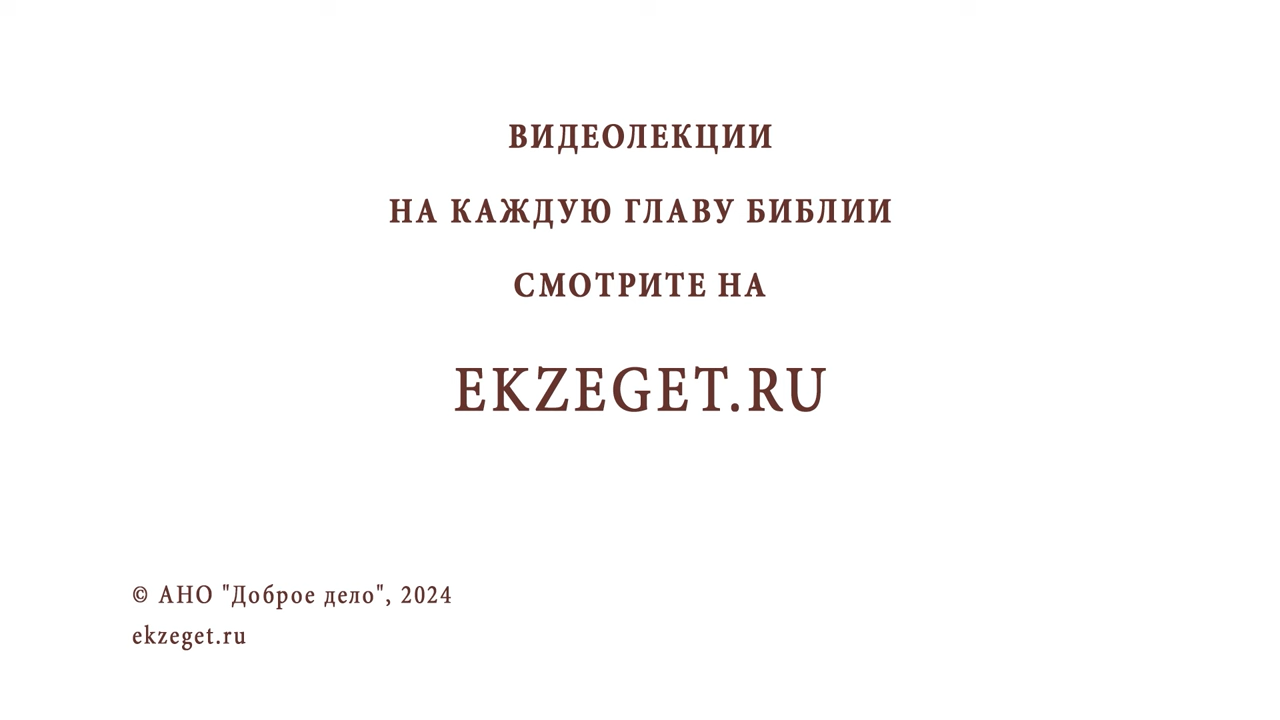 ВИДЕОЛЕКЦИИ
НА КАЖДУЮ ГЛАВУ БИБЛИИ
СМОТРИТЕ НА
EKZEGET.RU
© АНО "Доброе дело", 2024
ekzeget.ru